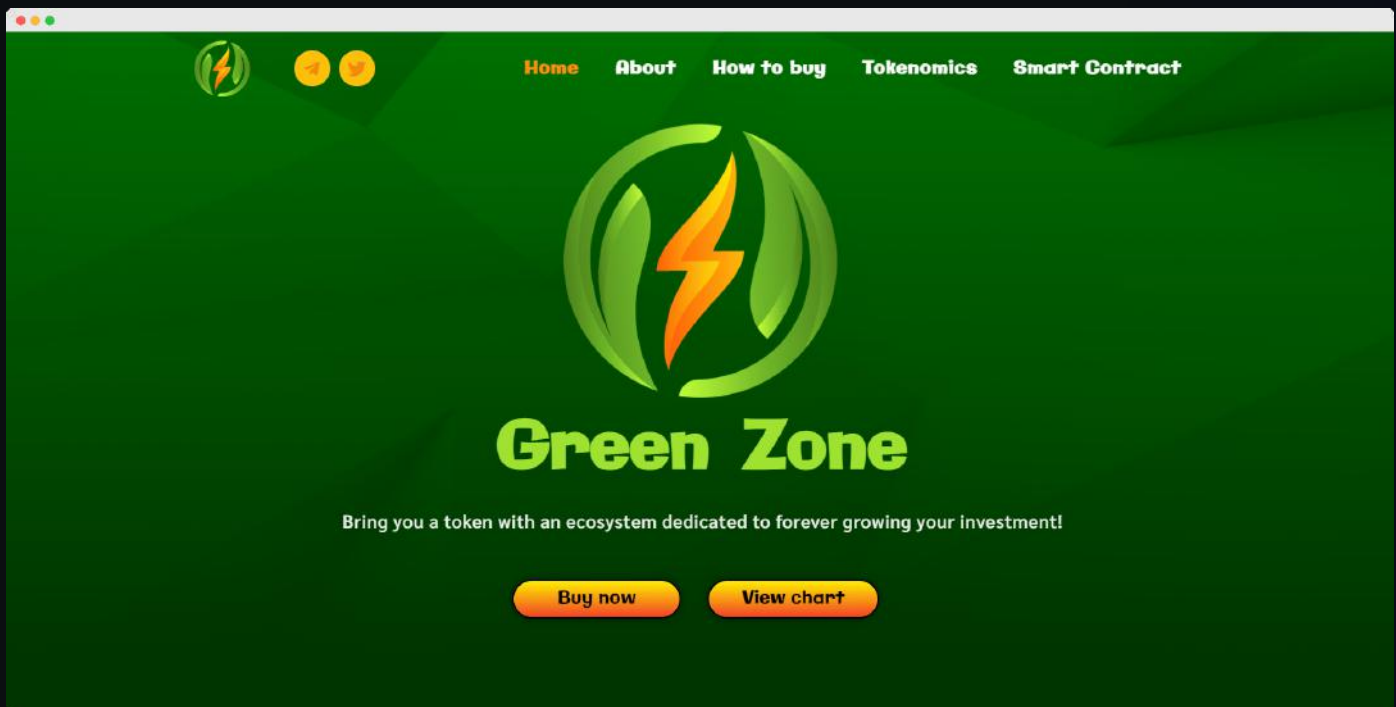 Home About How to buy Tokenomics Smart Contract
Green Zone
Bring you a token with an ecosystem dedicated to forever growing your investment!
Buy now View chart